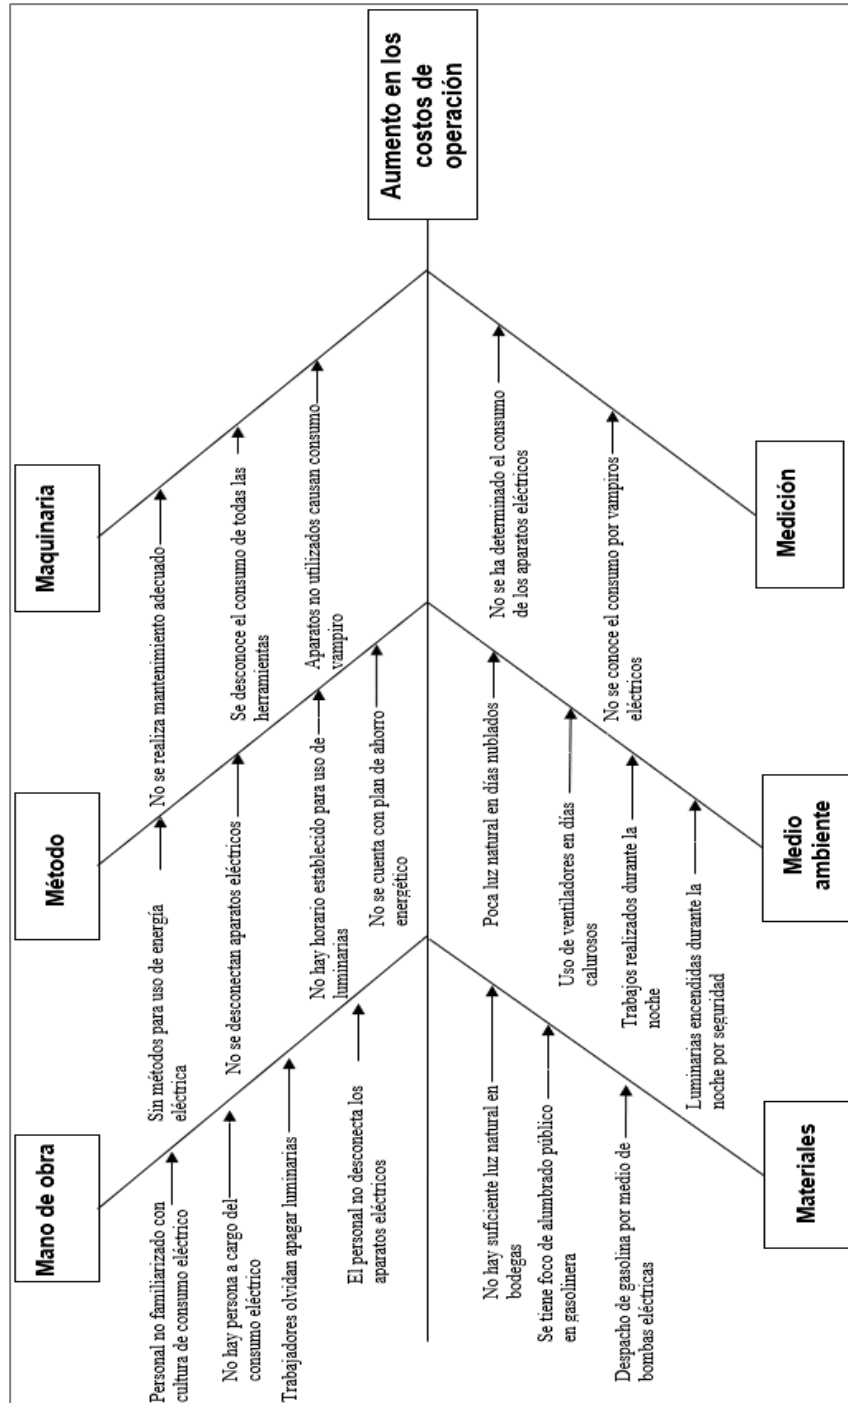 Mano de obra
Método
Maquinaria
Personal no familiarizado con
cultura de consumo eléctrico
No hay persona a cargo del
consumo eléctrico
Trabajadores olvidan apagar luminarias
El personal no desconecta los
aparatos eléctricos
Sin métodos para uso de energía
eléctrica
No se desconectan aparatos eléctricos
No hay horario establecido para uso de
luminarias
No se cuenta con plan de ahorro
energético
No se realiza mantenimiento adecuado
Se desconoce el consumo de todas las
herramientas
Aparatos no utilizados causan consumo
vampiro
Aumento en los
costos de
operación
No hay suficiente luz natural en
bodegas
Se tiene foco de alumbrado público
en gasolinera
Despacho de gasolina por medio de
bombas eléctricas
Poca luz natural en días nublados
Uso de ventiladores en días
calurosos
Trabajos realizados durante la
noche
Luminarias encendidas durante la
noche por seguridad
No se ha determinado el consumo
de los aparatos eléctricos
No se conoce el consumo por vampiros
eléctricos
Materiales
Medio
ambiente
Medición